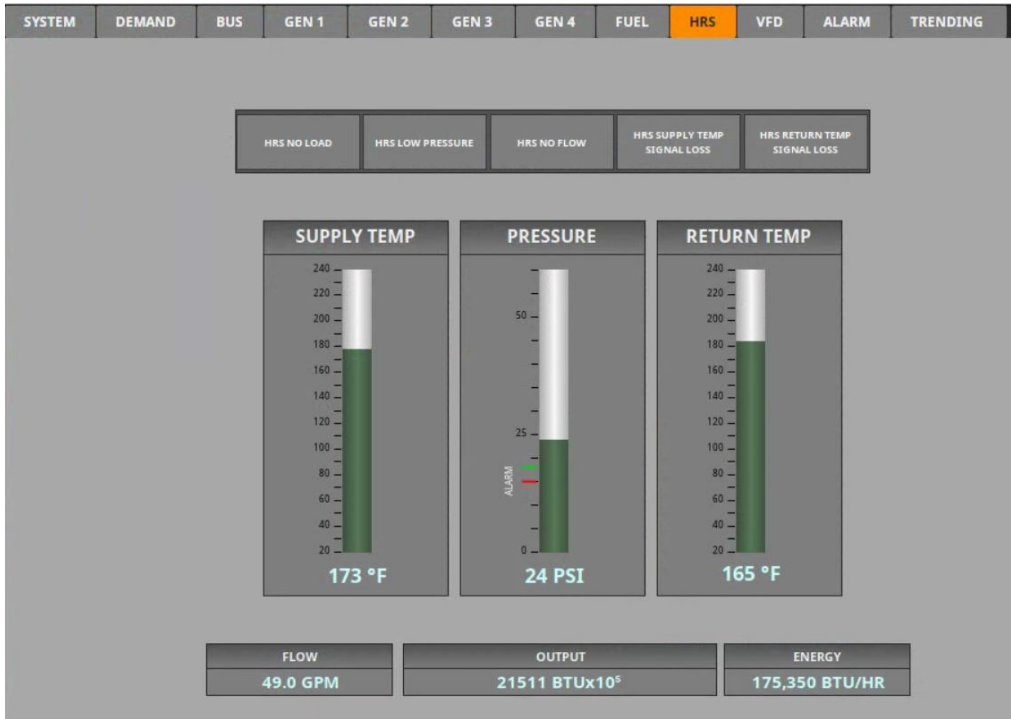 SYSTEM DEMAND BUS GEN 1 GEN 2 GEN 3 GEN 4 FUEL HRS VFD ALARM TRENDING
HRS NO LOAD
HRS LOW PRESSURE
HRS NO FLOW
HRS SUPPLY TEMP
SIGNAL LOSS
HRS RETURN TEMP
SIGNAL LOSS
SUPPLY TEMP
240
220
200
180
160
140
120
100
80
60
40
20
173 °F
PRESSURE
50
25
ALARM
0
24 PSI
RETURN TEMP
240
220
200
180
160
140
120
100
80
60
40
20
165 °F
FLOW
49.0 GPM
OUTPUT
21511 BTUx10⁵
ENERGY
175,350 BTU/HR